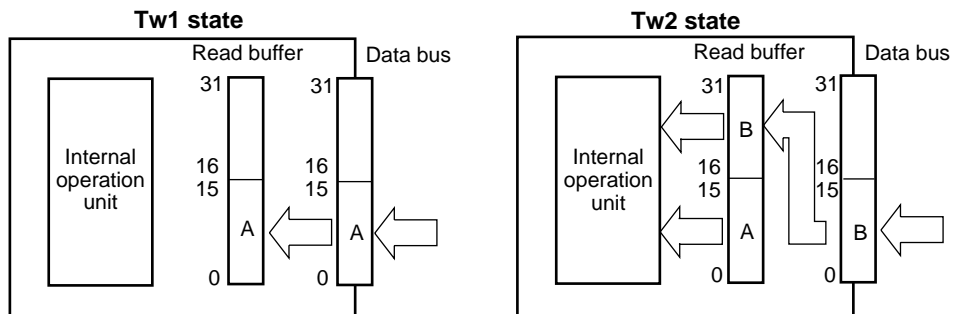 Tw1 state
Read buffer
Data bus
31
31
Internal
operation
unit
16
15
16
15
A
A
0
0
Tw2 state
Read buffer
Data bus
31
31
B
Internal
operation
unit
16
15
16
15
A
B
0
0